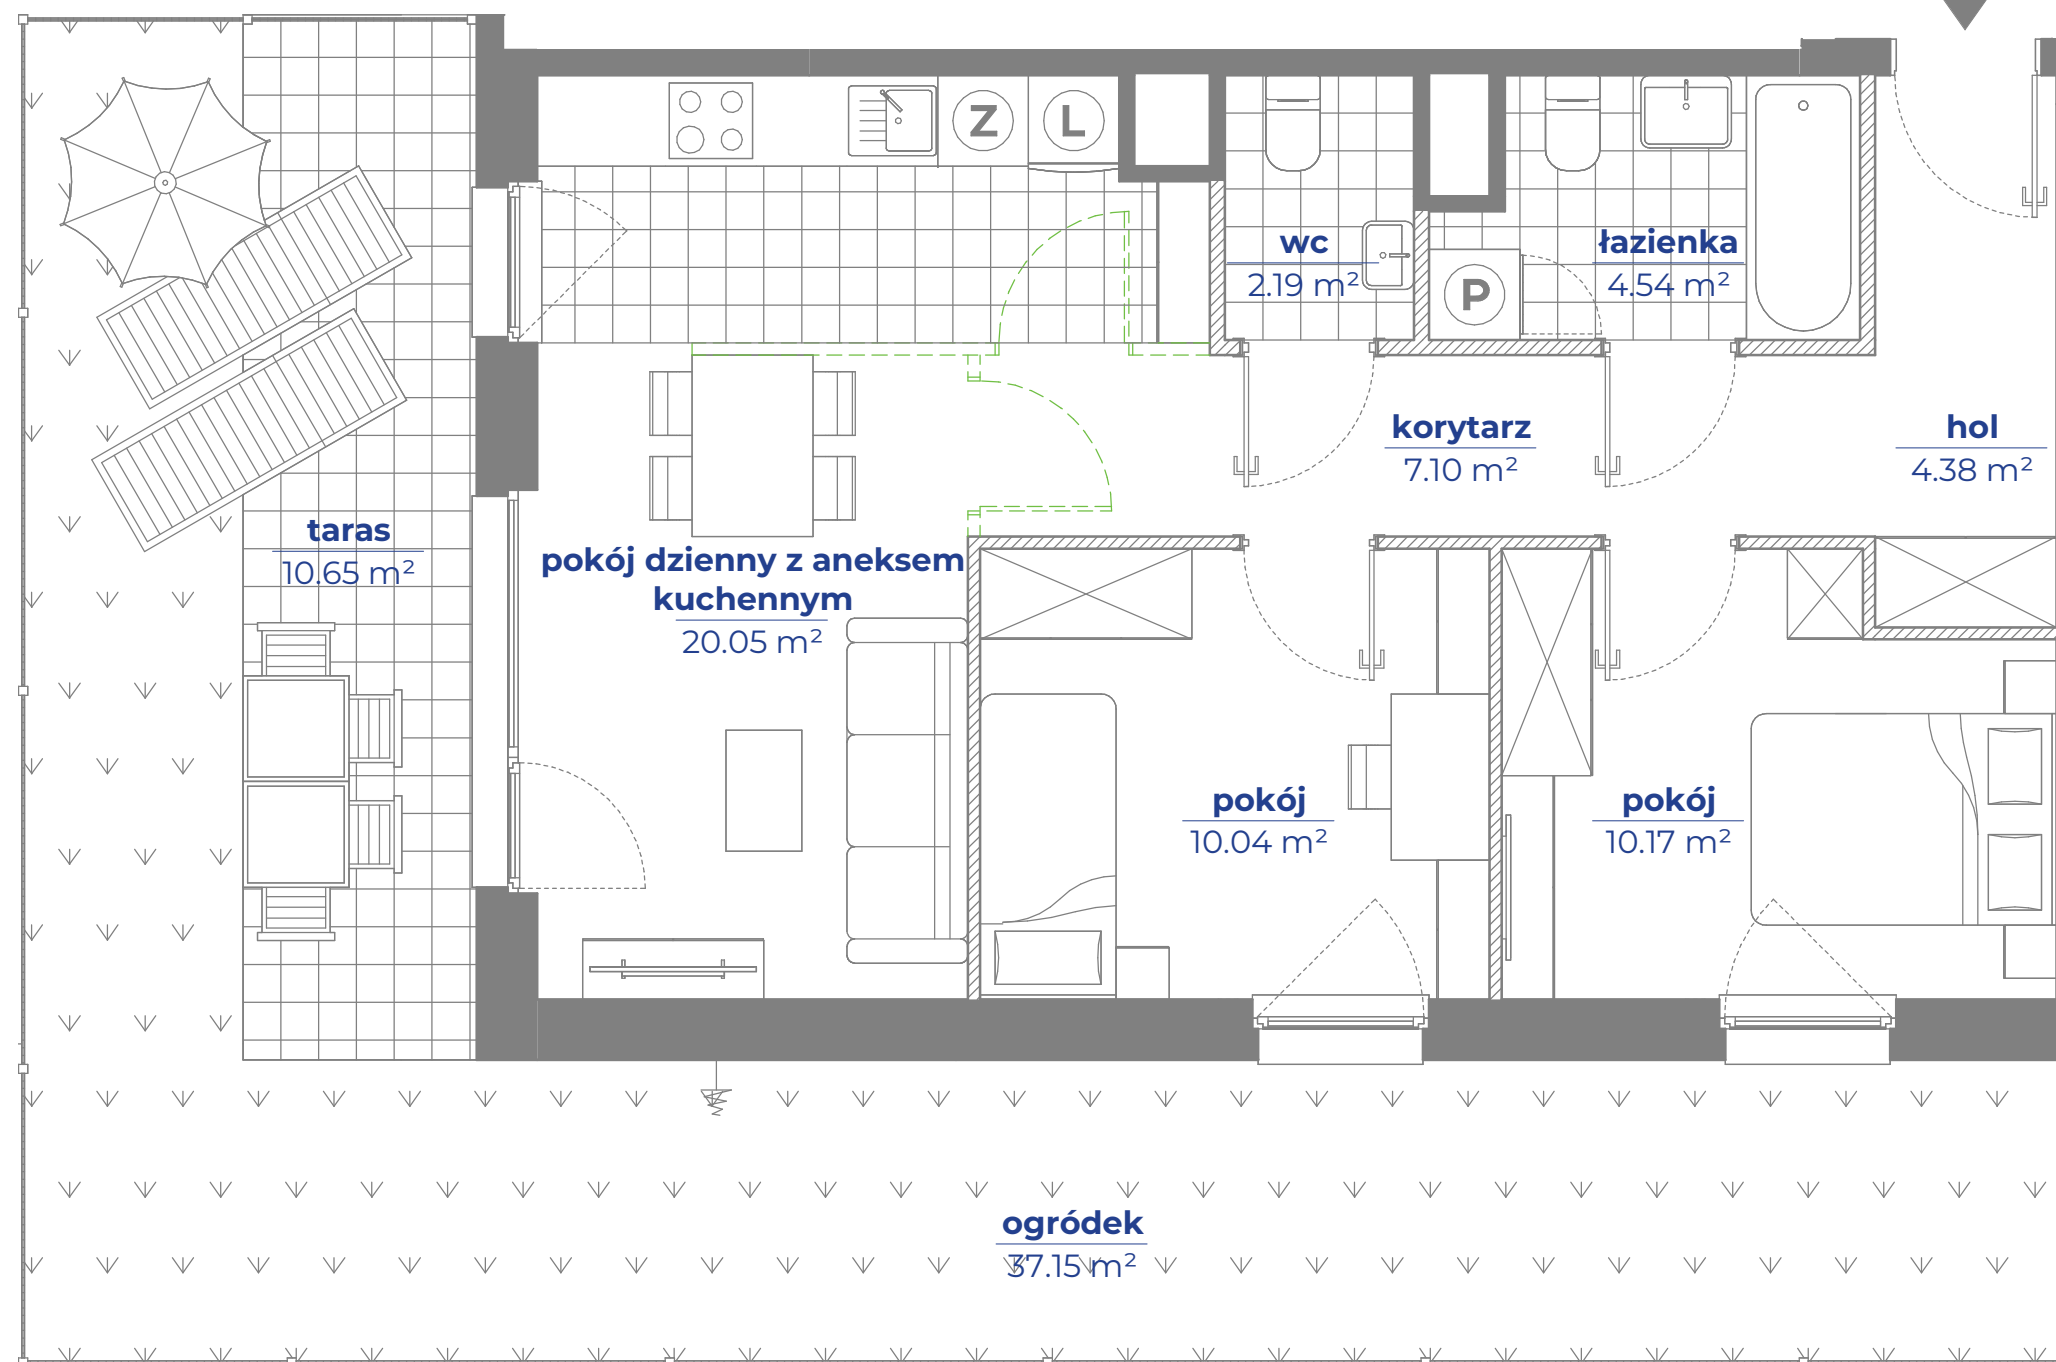 Z
L
wc
2.19 m²
łazienka
4.54 m²
P
korytarz
7.10 m²
hol
4.38 m²
taras
10.65 m²
pokój dzienny z aneksem
kuchennym
20.05 m²
pokój
10.04 m²
pokój
10.17 m²
ogródek
37.15 m²